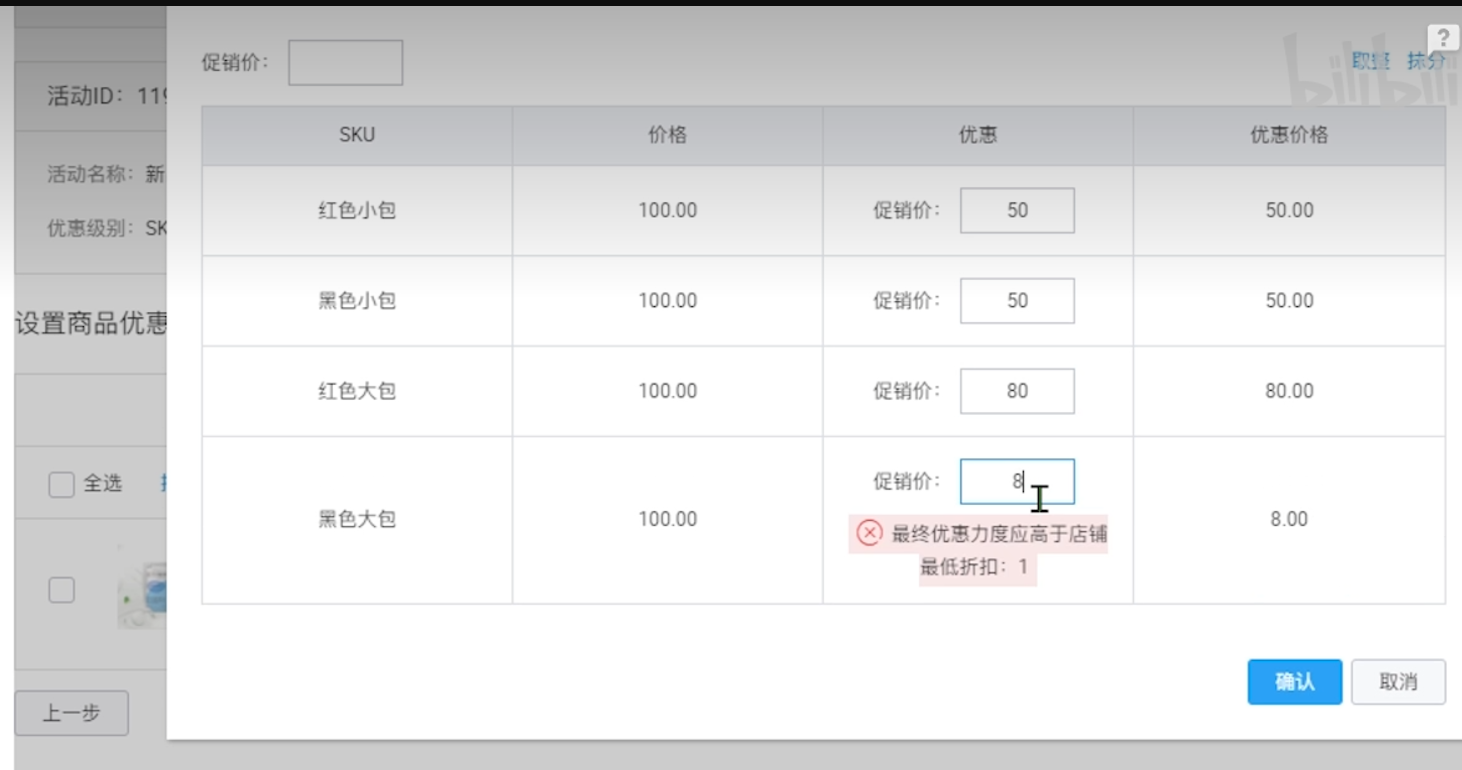 促销价：
?
取整 抹分
bilibili
活动ID：119
SKU 价格 优惠 优惠价格
活动名称：新
红色小包 100.00 促销价： 50 50.00
优惠级别：SK
黑色小包 100.00 促销价： 50 50.00
设置商品优惠
红色大包 100.00 促销价： 80 80.00
全选
促销价： 8
黑色大包 100.00 8.00
最终优惠力度应高于店铺
最低折扣：1
确认 取消
上一步